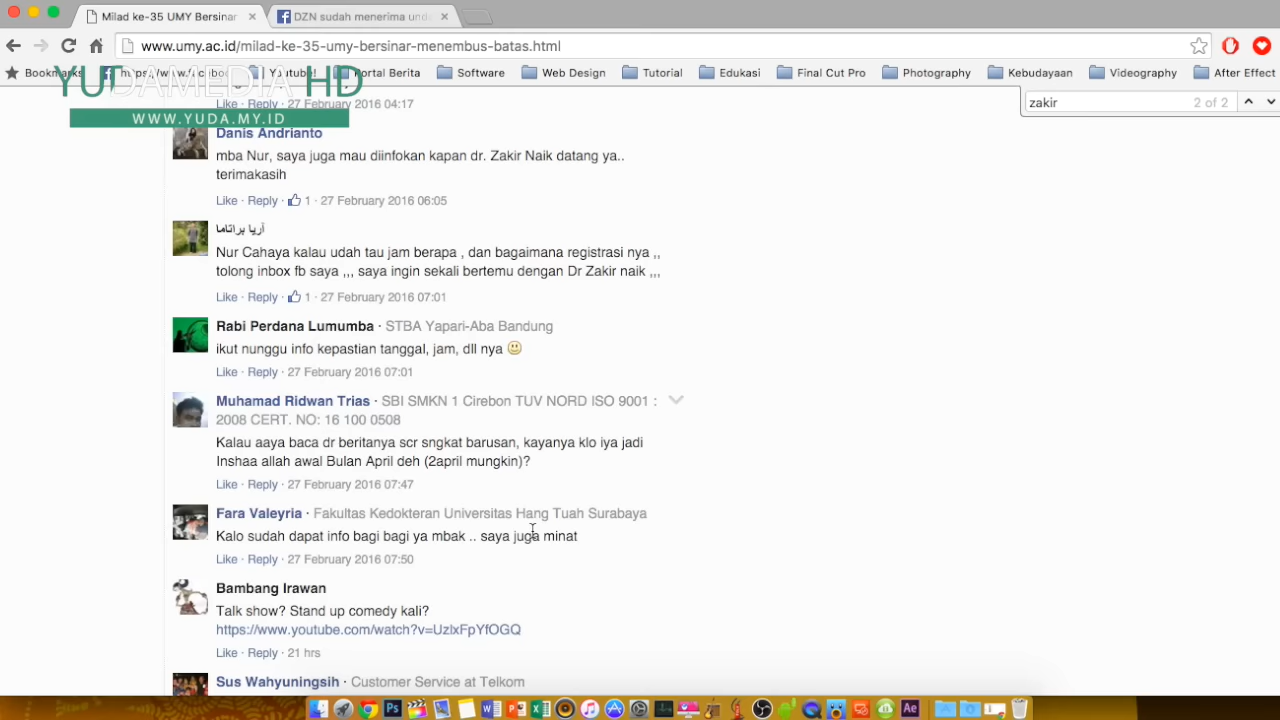 Milad ke-35 UMY Bersinar
DZN sudah menerima und
www.umy.ac.id/milad-ke-35-umy-bersinar-menembus-batas.html
Bookmarks
Youtube!
Portal Berita
Software
Web Design
Tutorial
Edukasi
Final Cut Pro
Photography
Kebudayaan
Videography
After Effect
YUDAMEDIA HD
WWW.YUDA.MY.ID
zakir 2 of 2
Like · Reply · 27 February 2016 04:17
Danis Andrianto
mba Nur, saya juga mau diinfokan kapan dr. Zakir Naik datang ya..
terimakasih
Like · Reply · 1 · 27 February 2016 06:05
آريا براتاما
Nur Cahaya kalau udah tau jam berapa , dan bagaimana registrasi nya ,,
tolong inbox fb saya ,,, saya ingin sekali bertemu dengan Dr Zakir naik ,,,
Like · Reply · 1 · 27 February 2016 07:01
Rabi Perdana Lumumba · STBA Yapari-Aba Bandung
ikut nunggu info kepastian tanggal, jam, dll nya
Like · Reply · 27 February 2016 07:01
Muhamad Ridwan Trias · SBI SMKN 1 Cirebon TUV NORD ISO 9001 :
2008 CERT. NO: 16 100 0508
Kalau aaya baca dr beritanya scr sngkat barusan, kayanya klo iya jadi
Inshaa allah awal Bulan April deh (2april mungkin)?
Like · Reply · 27 February 2016 07:47
Fara Valeyria · Fakultas Kedokteran Universitas Hang Tuah Surabaya
Kalo sudah dapat info bagi bagi ya mbak .. saya juga minat
Like · Reply · 27 February 2016 07:50
Bambang Irawan
Talk show? Stand up comedy kali?
https://www.youtube.com/watch?v=UzlxFpYfOGQ
Like · Reply · 21 hrs
Sus Wahyuningsih · Customer Service at Telkom